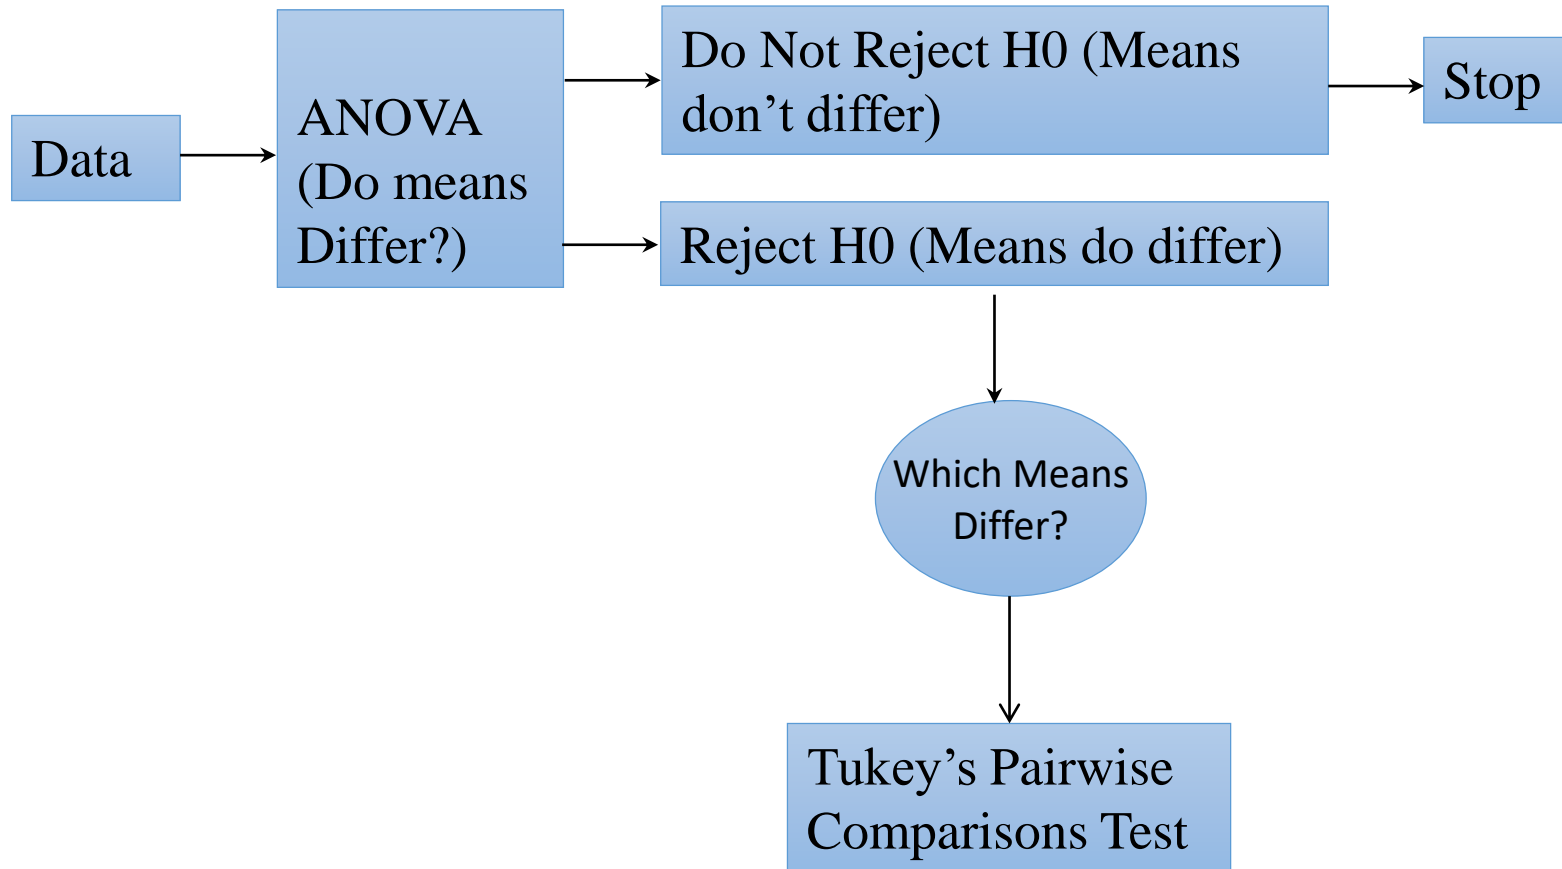 Data
ANOVA
(Do means
Differ?)
Do Not Reject H0 (Means
don’t differ)
Stop
Reject H0 (Means do differ)
Which Means
Differ?
Tukey’s Pairwise
Comparisons Test